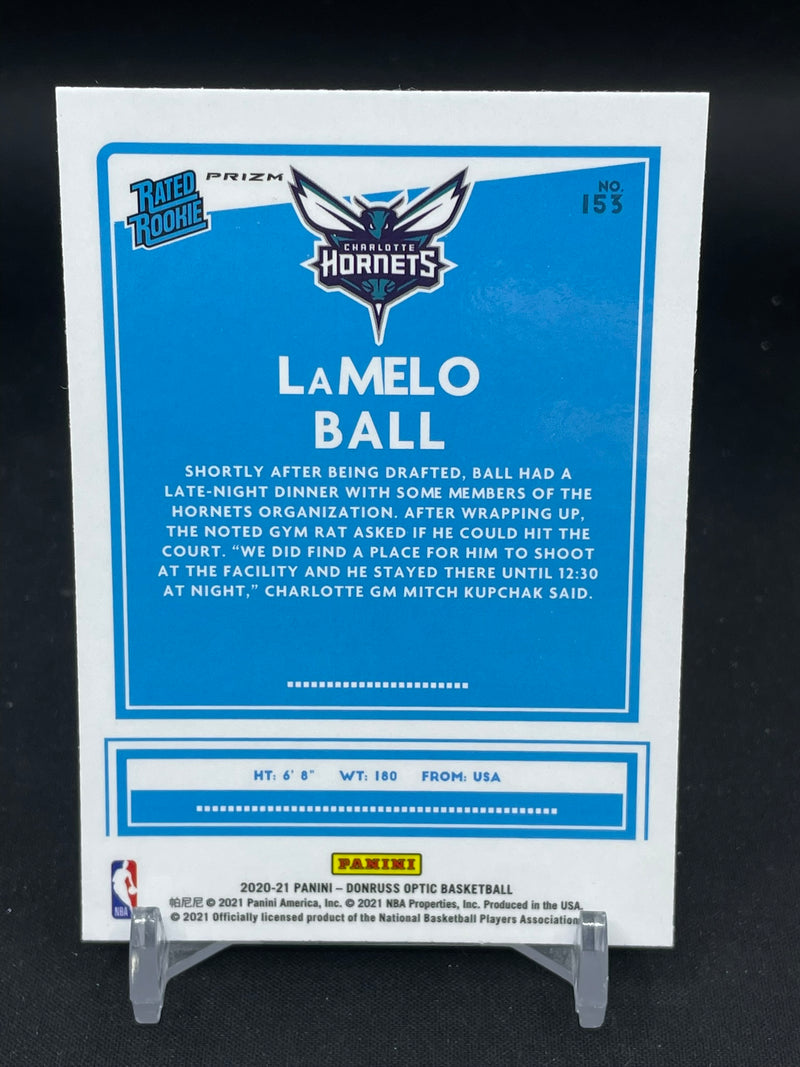 RATED
ROOKIE
PRIZM
NO.
153
CHARLOTTE
HORNETS
LAMELO
BALL
SHORTLY AFTER BEING DRAFTED, BALL HAD A
LATE-NIGHT DINNER WITH SOME MEMBERS OF THE
HORNETS ORGANIZATION. AFTER WRAPPING UP,
THE NOTED GYM RAT ASKED IF HE COULD HIT THE
COURT. “WE DID FIND A PLACE FOR HIM TO SHOOT
AT THE FACILITY AND HE STAYED THERE UNTIL 12:30
AT NIGHT,” CHARLOTTE GM MITCH KUPCHAK SAID.
HT: 6' 8" WT: 180 FROM: USA
PANINI
2020-21 PANINI – DONRUSS OPTIC BASKETBALL
帕尼尼 © 2021 Panini America, Inc. © 2021 NBA Properties, Inc. Produced in the USA.
© 2021 Officially licensed product of the National Basketball Players Association
NBA